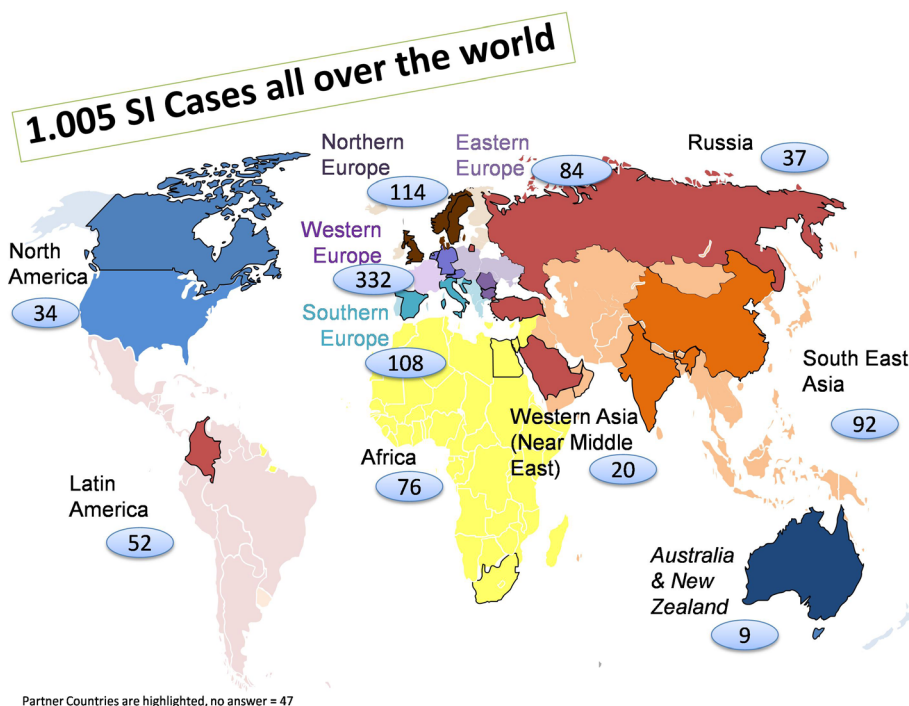 1.005 SI Cases all over the world
Northern
Europe
114
Eastern
Europe
84
Russia
37
North
America
34
Western
Europe
332
Southern
Europe
108
South East
Asia
92
Western Asia
(Near Middle
East)
20
Africa
76
Latin
America
52
Australia
& New
Zealand
9
Partner Countries are highlighted, no answer = 47